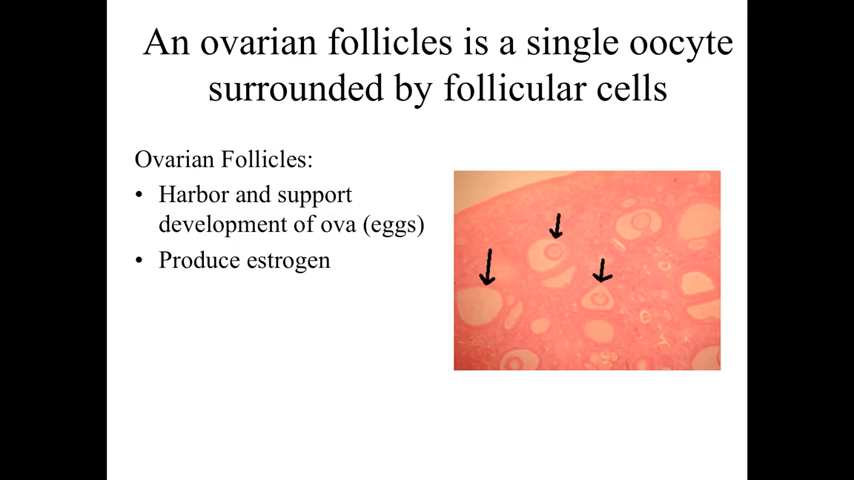 An ovarian follicles is a single oocyte
surrounded by follicular cells
Ovarian Follicles:
• Harbor and support
development of ova (eggs)
• Produce estrogen